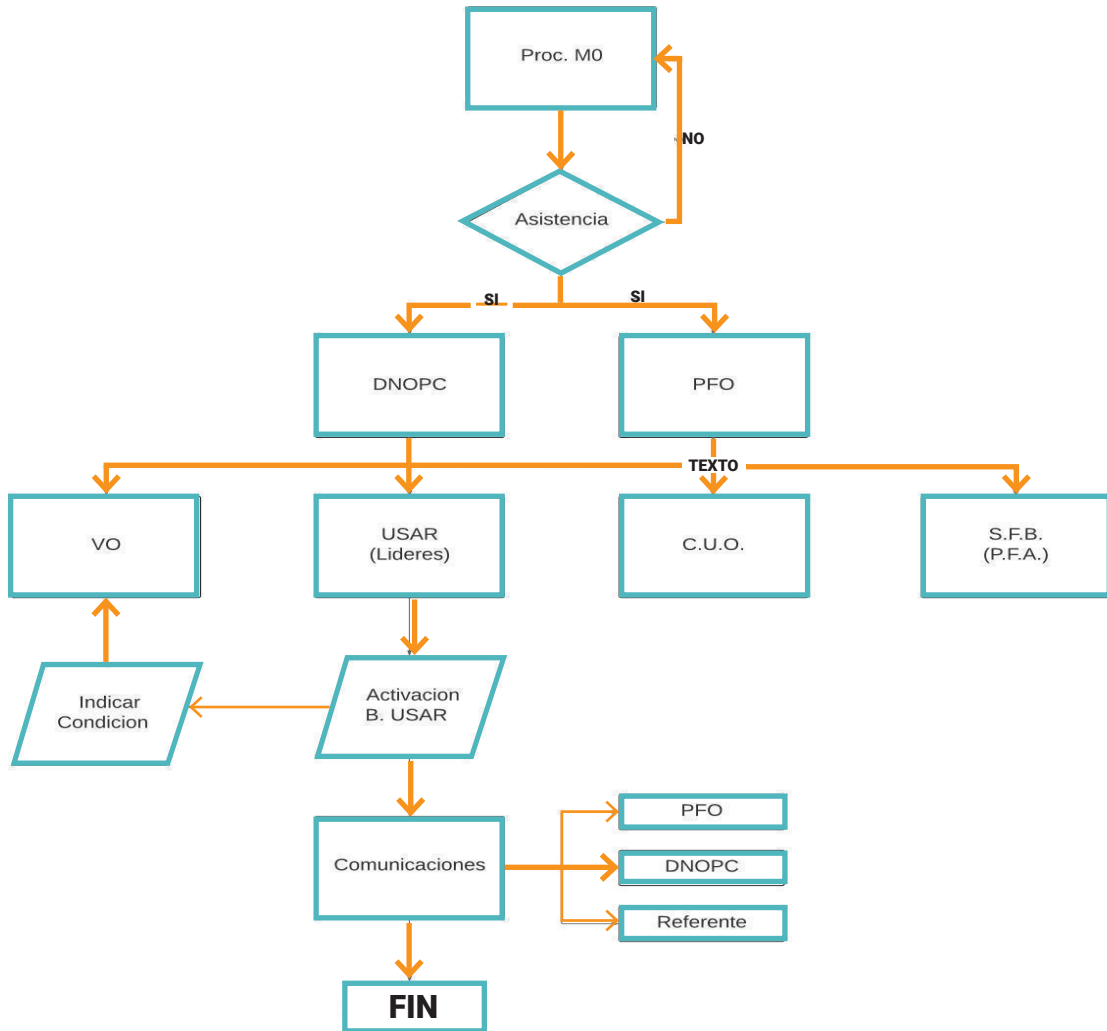 Proc. M0
NO
Asistencia
SI
SI
DNOPC
PFO
TEXTO
VO
USAR
(Lideres)
C.U.O.
S.F.B.
(P.F.A.)
Indicar
Condicion
Activacion
B. USAR
Comunicaciones
PFO
DNOPC
Referente
FIN